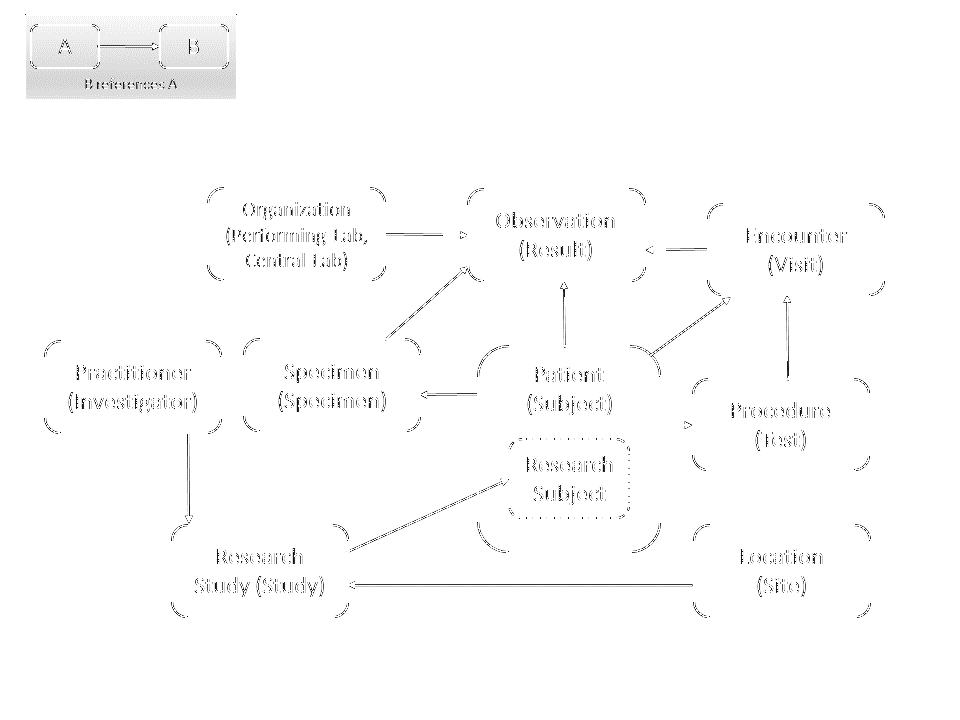 A
B
B references A
Organization
(Performing Lab,
Central Lab)
Observation
(Result)
Encounter
(Visit)
Practitioner
(Investigator)
Specimen
(Specimen)
Patient
(Subject)
Procedure
(Test)
Research
Subject
Research
Study (Study)
Location
(Site)